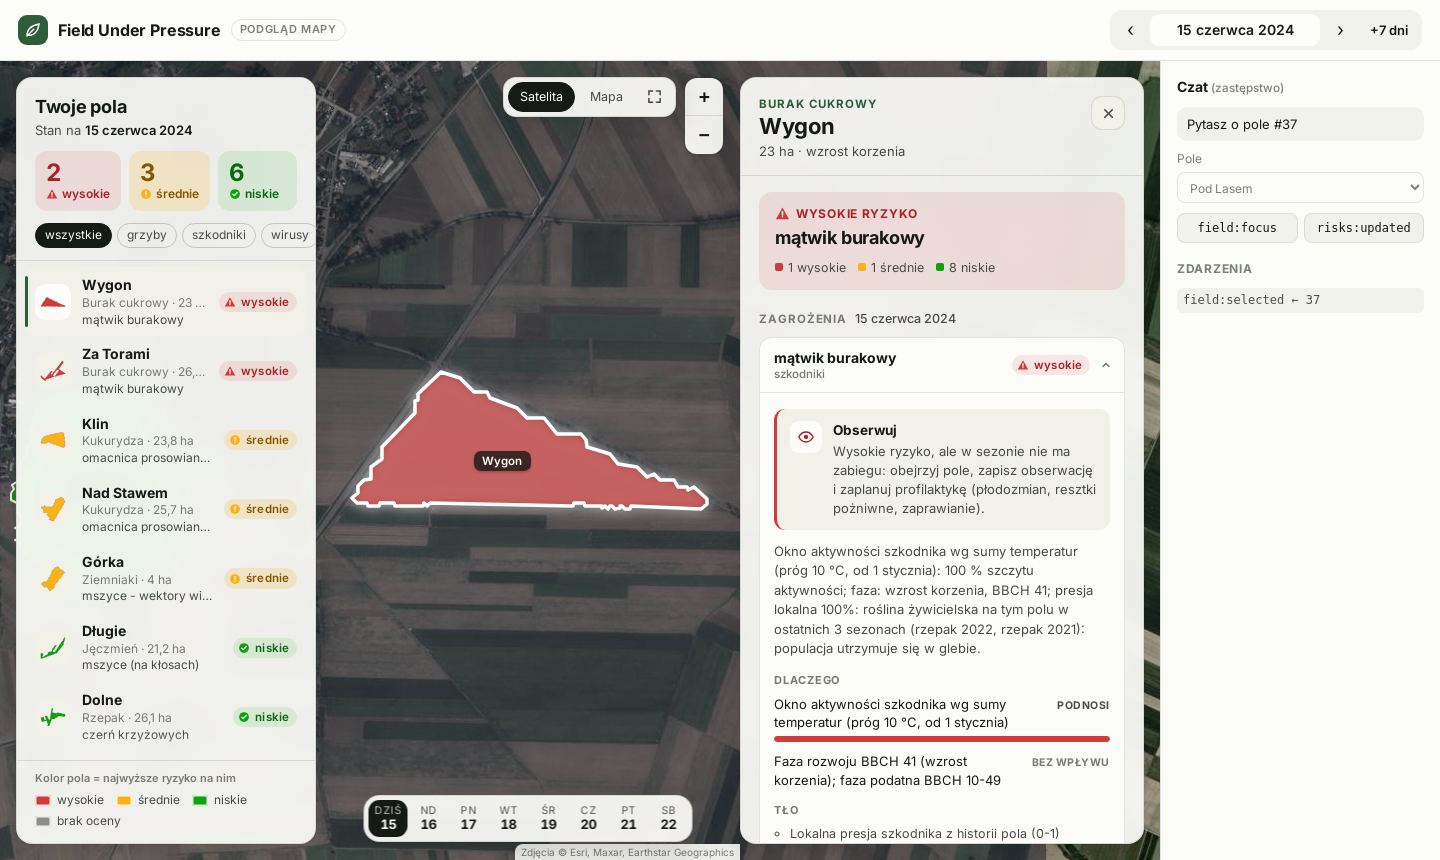 Field Under Pressure
PODGLĄD MAPY
15 czerwca 2024
+7 dni
Twoje pola
Stan na 15 czerwca 2024
2
wysokie
3
średnie
6
niskie
wszystkie
grzyby
szkodniki
wirusy
Wygon
Burak cukrowy · 23 ...
mątwik burakowy
wysokie
Za Torami
Burak cukrowy · 26,...
mątwik burakowy
wysokie
Klin
Kukurydza · 23,8 ha
omacnica prosowian...
średnie
Nad Stawem
Kukurydza · 25,7 ha
omacnica prosowian...
średnie
Górka
Ziemniaki · 4 ha
mszyce - wektory wi...
średnie
Długie
Jęczmień · 21,2 ha
mszyce (na kłosach)
niskie
Dolne
Rzepak · 26,1 ha
czerń krzyżowych
niskie
Kolor pola = najwyższe ryzyko na nim
wysokie
średnie
niskie
brak oceny
Satelita
Mapa
+
−
Wygon
DZIŚ
15
ND
16
PN
17
WT
18
ŚR
19
CZ
20
PT
21
SB
22
Zdjęcia © Esri, Maxar, Earthstar Geographics
BURAK CUKROWY
Wygon
23 ha · wzrost korzenia
WYSOKIE RYZYKO
mątwik burakowy
1 wysokie
1 średnie
8 niskie
ZAGROŻENIA 15 czerwca 2024
mątwik burakowy
szkodniki
wysokie
Obserwuj
Wysokie ryzyko, ale w sezonie nie ma
zabiegu: obejrzyj pole, zapisz obserwację
i zaplanuj profilaktykę (płodozmian, resztki
pożniwne, zaprawianie).
Okno aktywności szkodnika wg sumy temperatur
(próg 10 °C, od 1 stycznia): 100 % szczytu
aktywności; faza: wzrost korzenia, BBCH 41; presja
lokalna 100%: roślina żywicielska na tym polu w
ostatnich 3 sezonach (rzepak 2022, rzepak 2021):
populacja utrzymuje się w glebie.
DLACZEGO
Okno aktywności szkodnika wg sumy
temperatur (próg 10 °C, od 1 stycznia)
PODNOSI
Faza rozwoju BBCH 41 (wzrost
korzenia); faza podatna BBCH 10-49
BEZ WPŁYWU
TŁO
Lokalna presja szkodnika z historii pola (0-1)
Czat (zastępstwo)
Pytasz o pole #37
Pole
Pod Lasem
field:focus
risks:updated
ZDARZENIA
field:selected ← 37